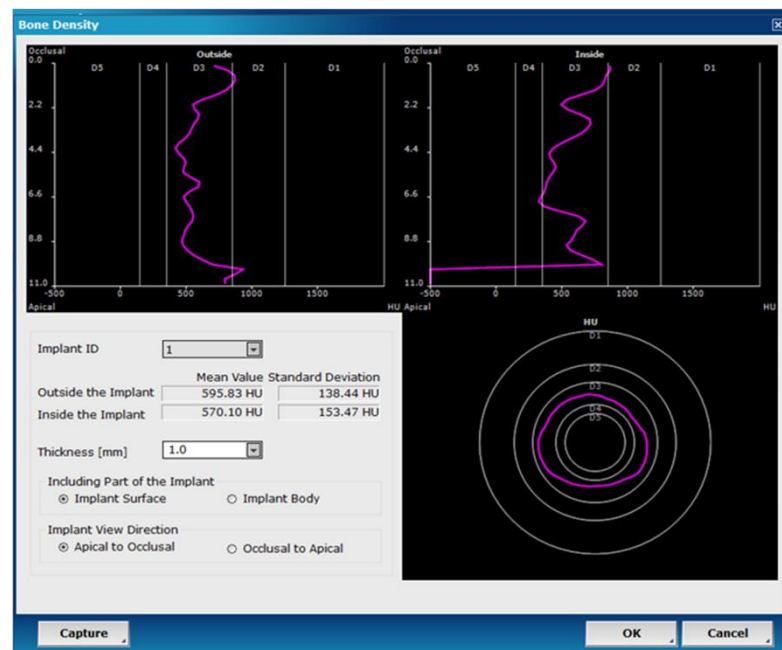 Bone Density
Occlusal Outside
0.0 D5 D4 D3 D2 D1
2.2
4.4
6.6
8.8
11.0
-500 0 500 1000 1500
Apical HU
Occlusal Inside
0.0 D5 D4 D3 D2 D1
2.2
4.4
6.6
8.8
11.0
-500 0 500 1000 1500
Apical HU
Implant ID 1
Mean Value Standard Deviation
Outside the Implant 595.83 HU 138.44 HU
Inside the Implant 570.10 HU 153.47 HU
Thickness [mm] 1.0
Including Part of the Implant
Implant Surface Implant Body
Implant View Direction
Apical to Occlusal Occlusal to Apical
HU
D1
D2
D3
D4
D5
Capture OK Cancel